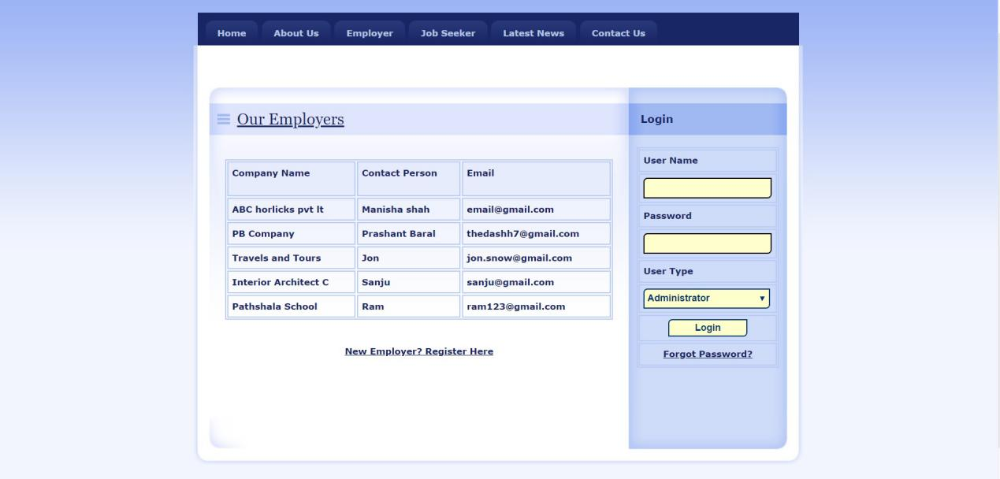 Home About Us Employer Job Seeker Latest News Contact Us
Our Employers
Company Name Contact Person Email
ABC horlicks pvt lt Manisha shah email@gmail.com
PB Company Prashant Baral thedashh7@gmail.com
Travels and Tours Jon jon.snow@gmail.com
Interior Architect C Sanju sanju@gmail.com
Pathshala School Ram ram123@gmail.com
New Employer? Register Here
Login
User Name
Password
User Type
Administrator
Login
Forgot Password?